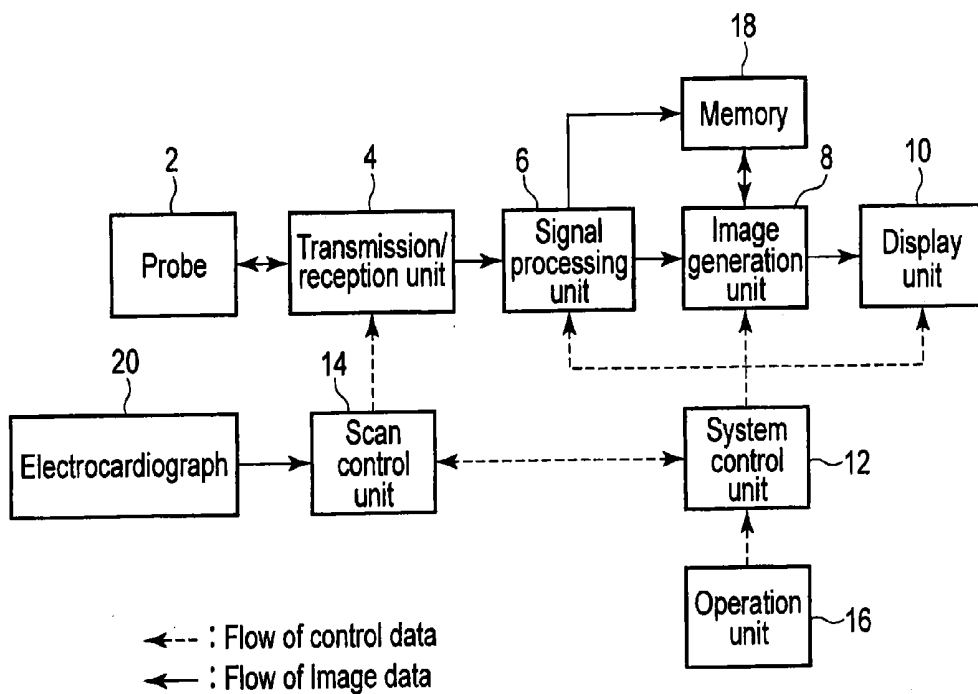 18
Memory
2
4
6
8
10
Probe
Transmission/
reception unit
Signal
processing
unit
Image
generation
unit
Display
unit
20
14
Electrocardiograph
Scan
control
unit
System
control
unit
12
Operation
unit
16
: Flow of control data
: Flow of Image data